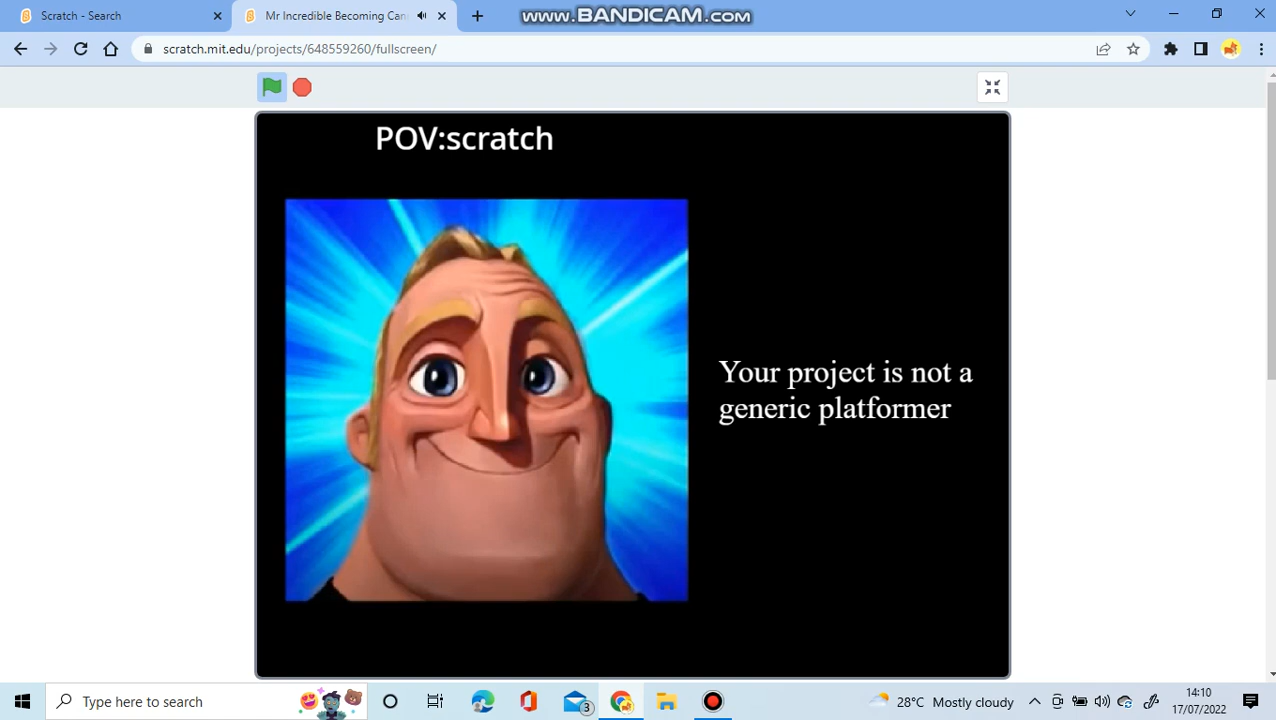 www.BANDICAM.com
Scratch - Search
Mr Incredible Becoming Can
scratch.mit.edu/projects/648559260/fullscreen/
POV:scratch
Your project is not a
generic platformer
Type here to search
3
28°C Mostly cloudy
14:10
17/07/2022